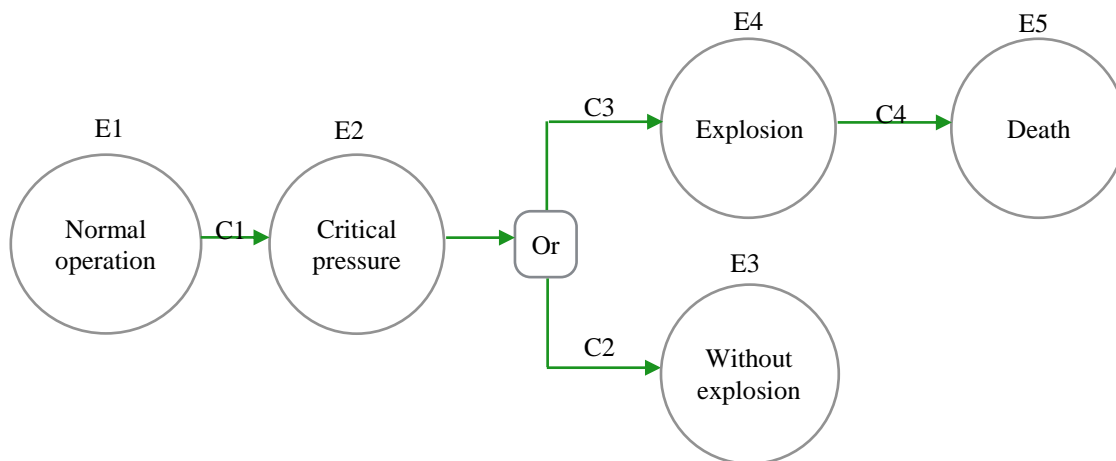 E4
E5
C3
C4
Explosion
Death
E1
E2
Normal
operation
C1
Critical
pressure
Or
E3
C2
Without
explosion